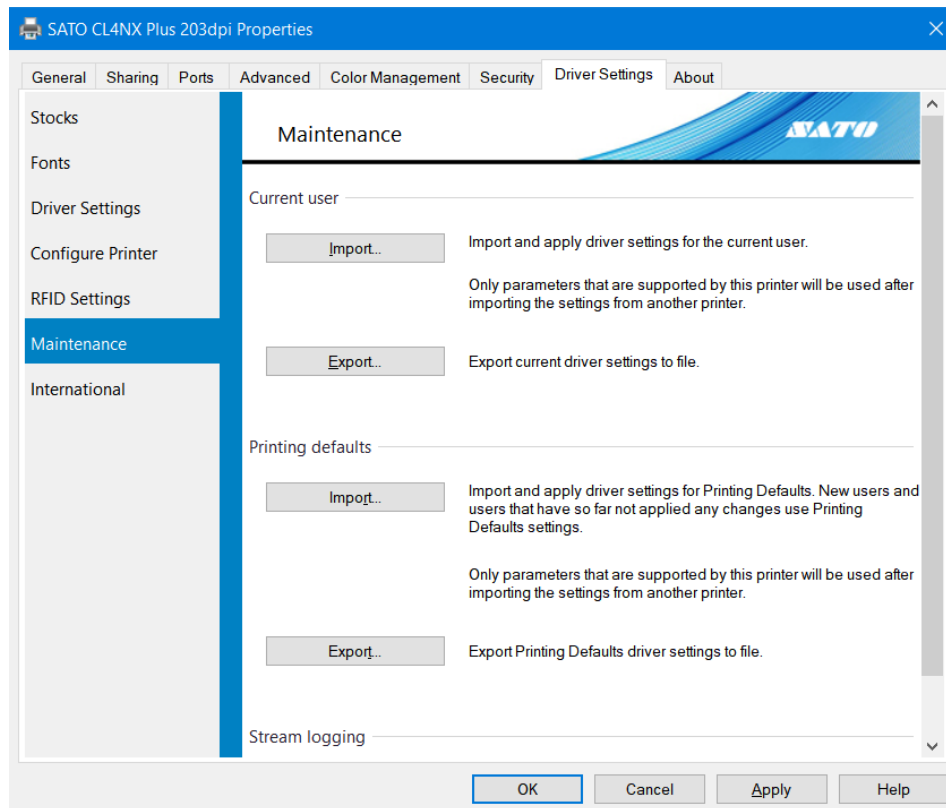 SATO CL4NX Plus 203dpi Properties
General Sharing Ports Advanced Color Management Security Driver Settings About
Stocks
Fonts
Driver Settings
Configure Printer
RFID Settings
Maintenance
International
Maintenance
SATO
Current user
Import...
Import and apply driver settings for the current user.
Only parameters that are supported by this printer will be used after
importing the settings from another printer.
Export...
Export current driver settings to file.
Printing defaults
Import...
Import and apply driver settings for Printing Defaults. New users and
users that have so far not applied any changes use Printing
Defaults settings.
Only parameters that are supported by this printer will be used after
importing the settings from another printer.
Export...
Export Printing Defaults driver settings to file.
Stream logging
OK Cancel Apply Help